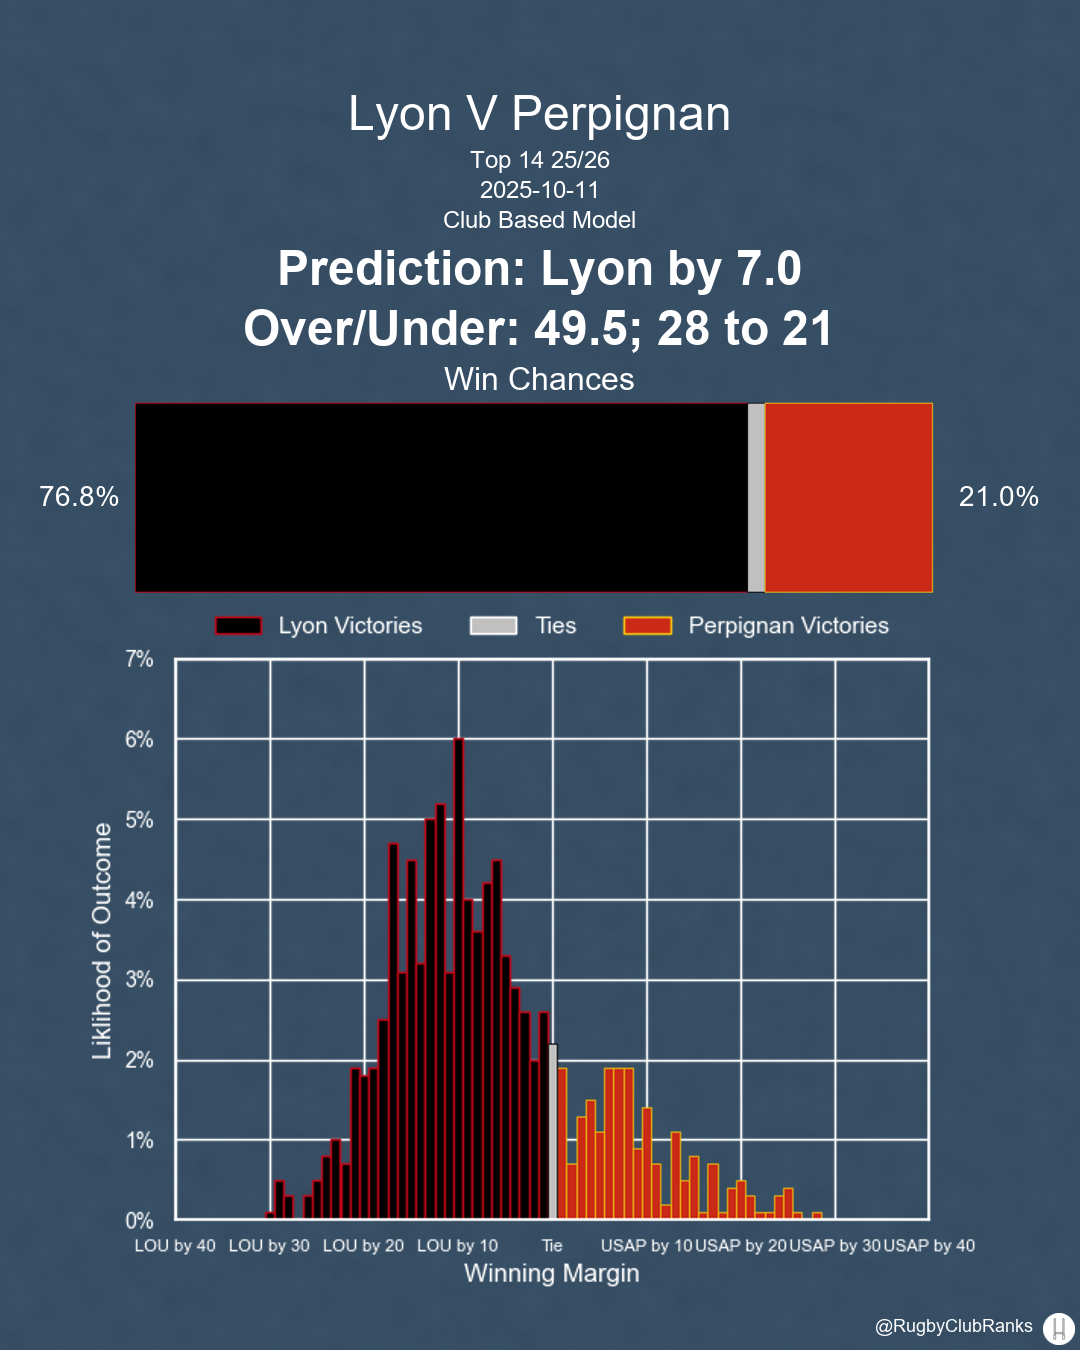 Lyon V Perpignan
Top 14 25/26
2025-10-11
Club Based Model
Prediction: Lyon by 7.0
Over/Under: 49.5; 28 to 21
Win Chances
76.8%
21.0%
Lyon Victories
Ties
Perpignan Victories
7%
6%
5%
4%
3%
2%
1%
0%
Liklihood of Outcome
LOU by 40 LOU by 30 LOU by 20 LOU by 10 Tie USAP by 10 USAP by 20 USAP by 30 USAP by 40
Winning Margin
@RugbyClubRanks